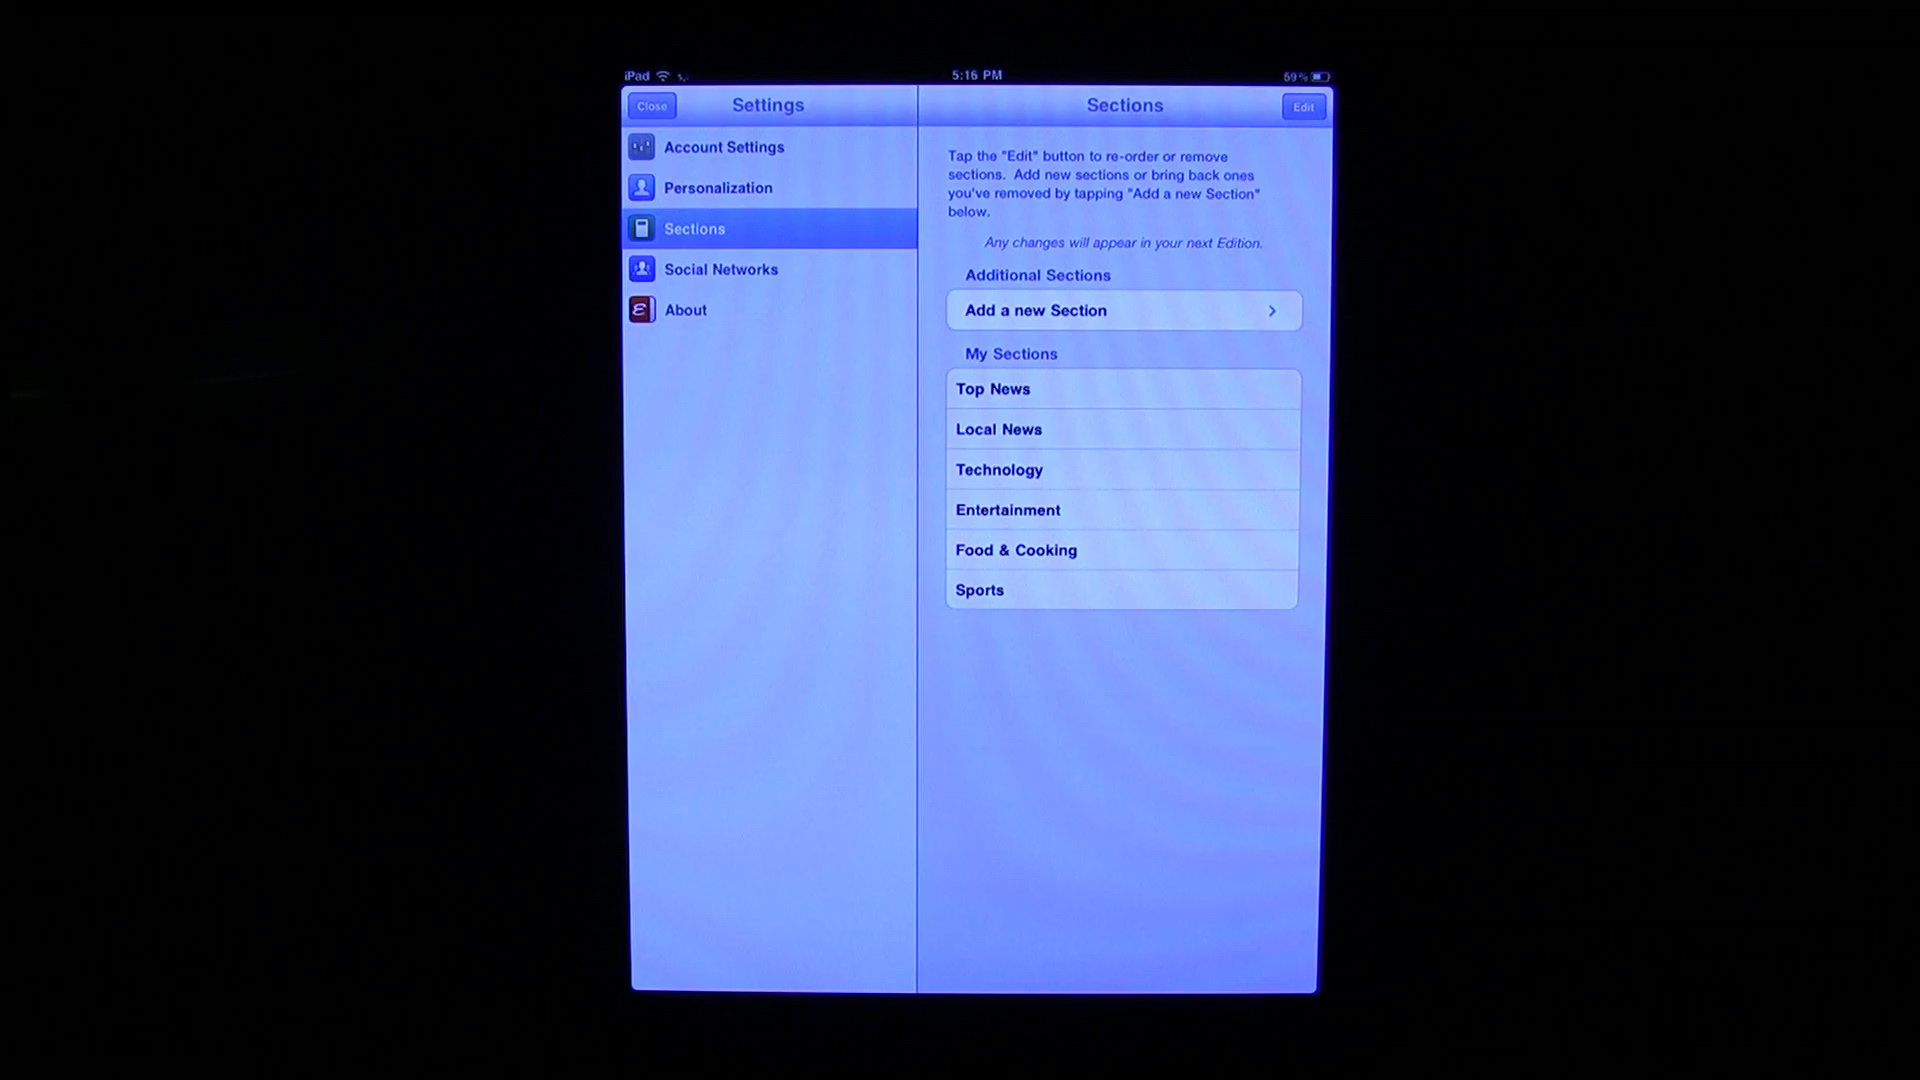 iPad 5:16 PM 59%
Close Settings Sections Edit
Account Settings
Personalization
Sections
Social Networks
About
Tap the "Edit" button to re-order or remove
sections. Add new sections or bring back ones
you've removed by tapping "Add a new Section"
below.
Any changes will appear in your next Edition.
Additional Sections
Add a new Section
My Sections
Top News
Local News
Technology
Entertainment
Food & Cooking
Sports